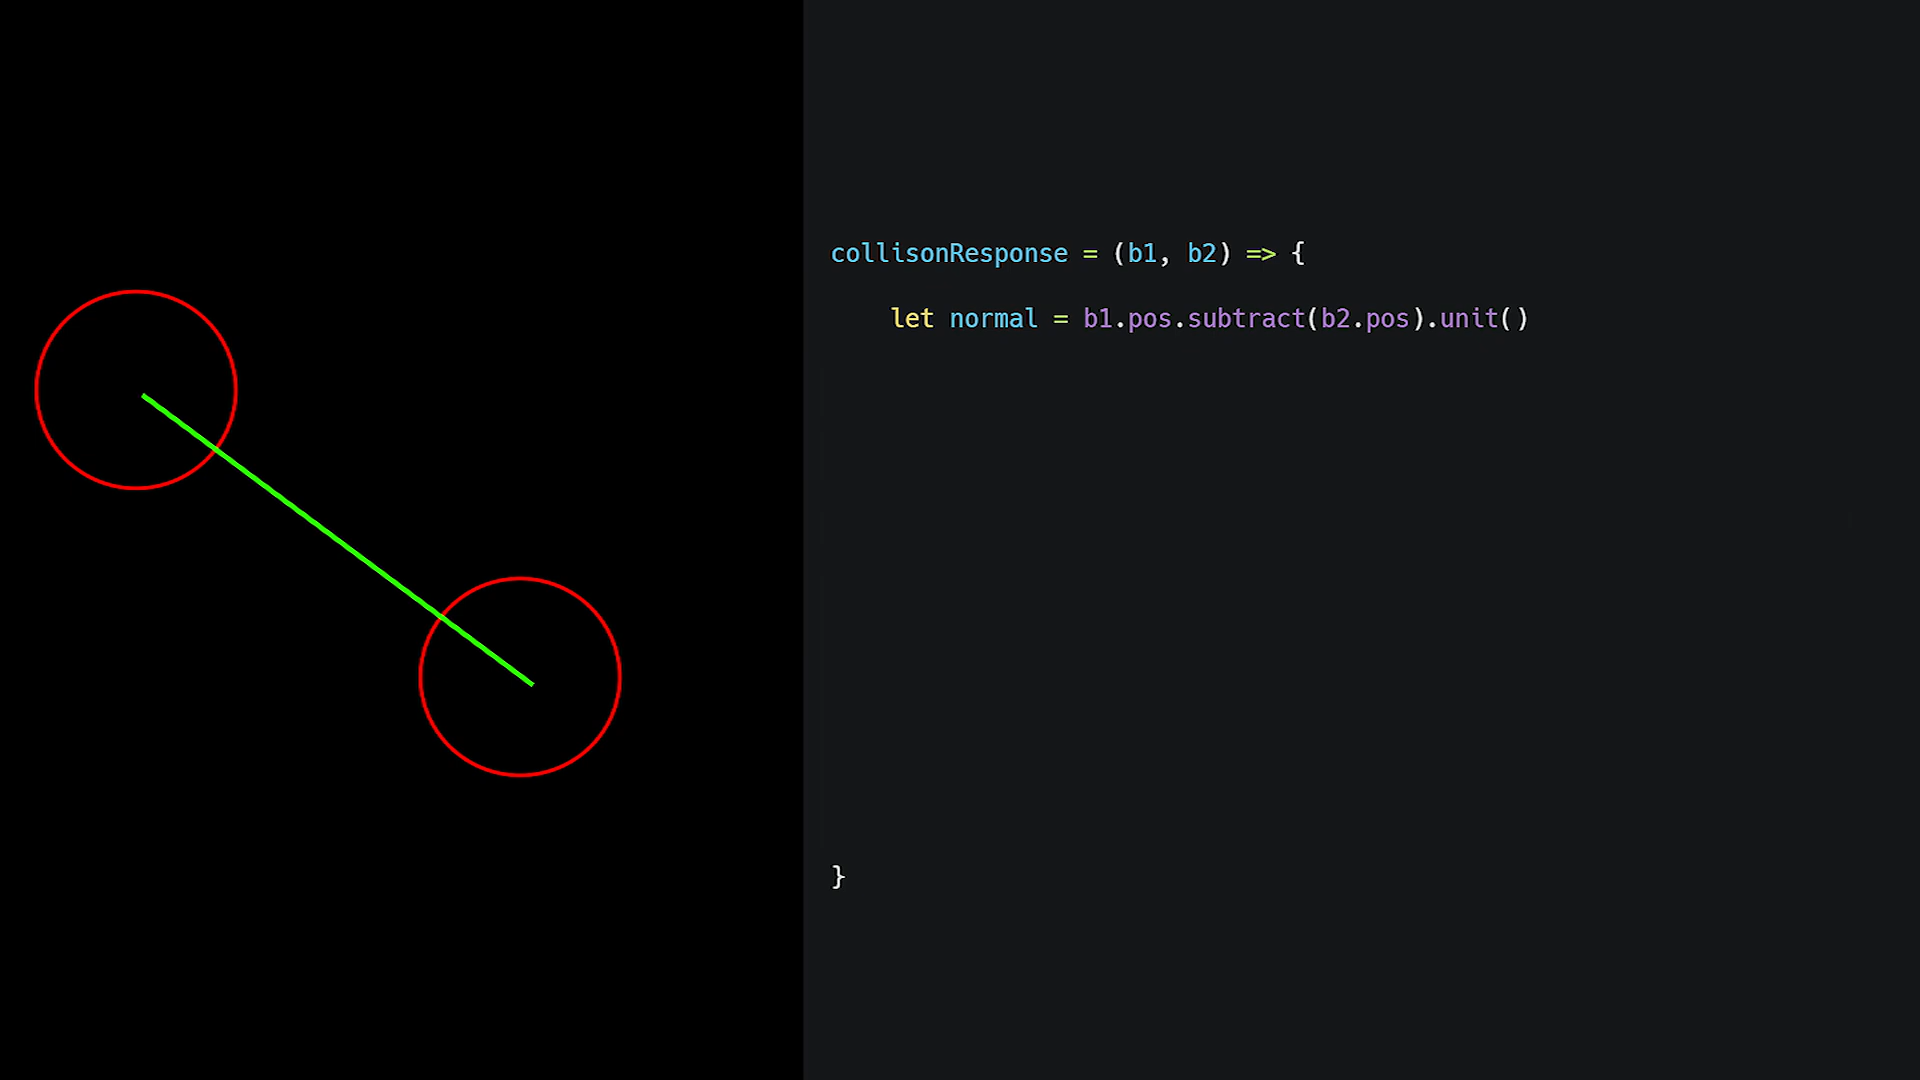 collisonResponse = (b1, b2) => {
let normal = b1.pos.subtract(b2.pos).unit()
}